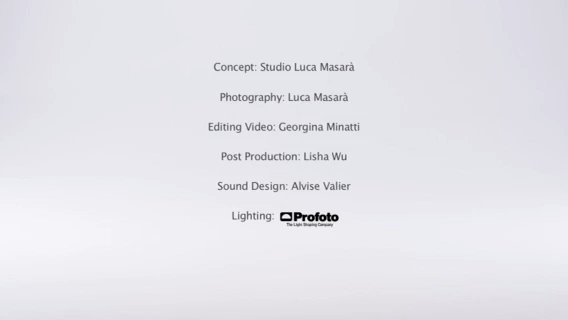 Concept: Studio Luca Masarà
Photography: Luca Masarà
Editing Video: Georgina Minatti
Post Production: Lisha Wu
Sound Design: Alvise Valier
Lighting: Profoto
The Light Shaping Company